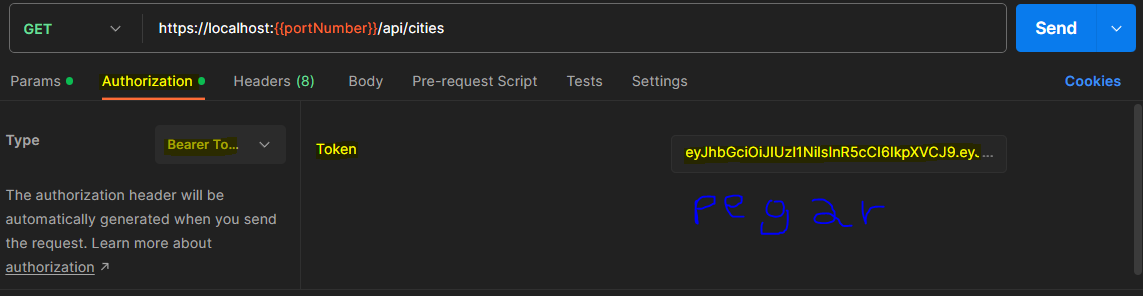 GET https://localhost:{{portNumber}}/api/cities Send
Params Authorization Headers (8) Body Pre-request Script Tests Settings Cookies
Type Bearer To... Token eyJhbGciOiJIUzI1NiIsInR5cCI6IkpXVCJ9.eyJ...
The authorization header will be
automatically generated when you send
the request. Learn more about
authorization ↗
pegar